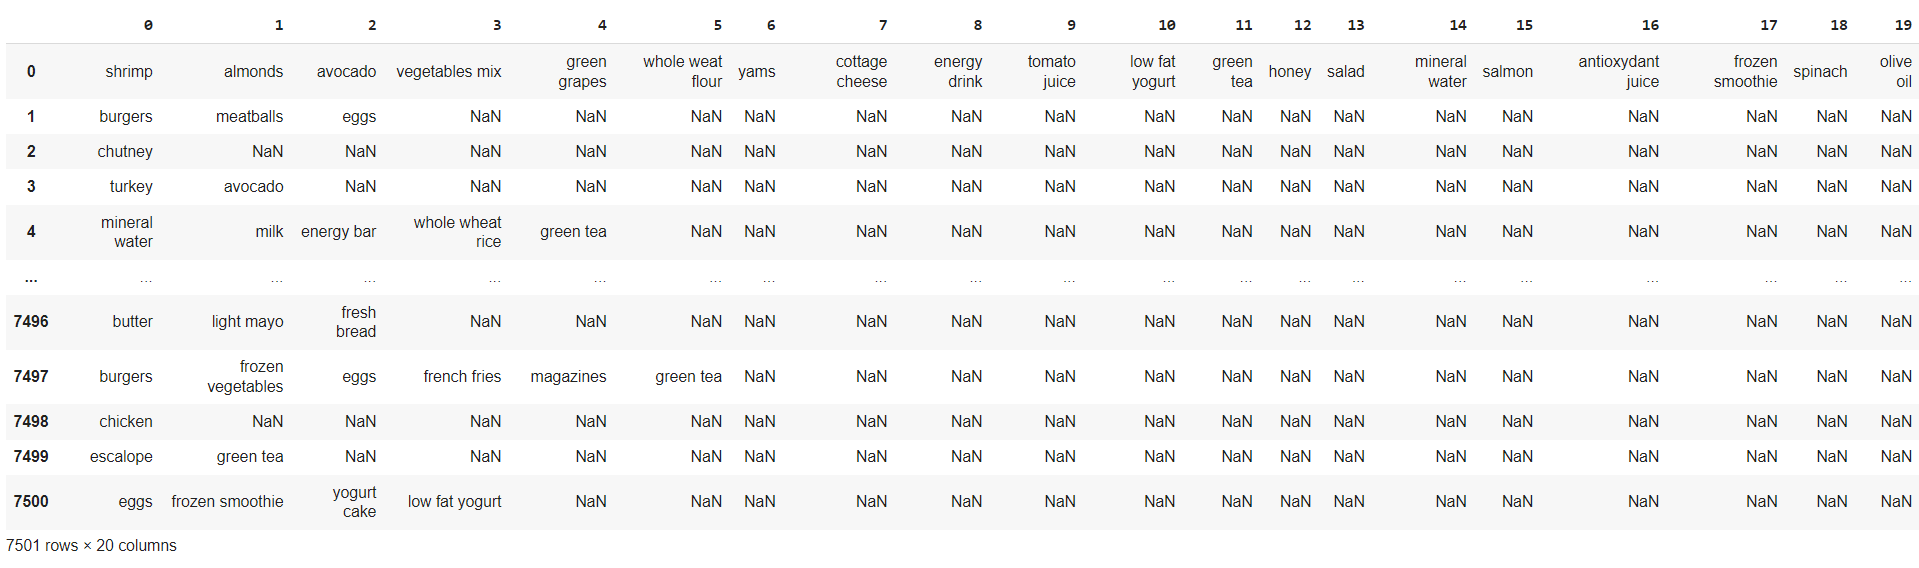 0 1 2 3 4 5 6 7 8 9 10 11 12 13 14 15 16 17 18 19
0 shrimp almonds avocado vegetables mix green grapes whole weat flour yams cottage cheese energy drink tomato juice low fat yogurt green tea honey salad mineral water salmon antioxydant juice frozen smoothie spinach olive oil
1 burgers meatballs eggs NaN NaN NaN NaN NaN NaN NaN NaN NaN NaN NaN NaN NaN NaN NaN NaN NaN
2 chutney NaN NaN NaN NaN NaN NaN NaN NaN NaN NaN NaN NaN NaN NaN NaN NaN NaN NaN NaN
3 turkey avocado NaN NaN NaN NaN NaN NaN NaN NaN NaN NaN NaN NaN NaN NaN NaN NaN NaN NaN
4 mineral water milk energy bar whole wheat rice green tea NaN NaN NaN NaN NaN NaN NaN NaN NaN NaN NaN NaN NaN NaN NaN
... ... ... ... ... ... ... ... ... ... ... ... ... ... ... ... ... ... ... ... ...
7496 butter light mayo fresh bread NaN NaN NaN NaN NaN NaN NaN NaN NaN NaN NaN NaN NaN NaN NaN NaN NaN
7497 burgers frozen vegetables eggs french fries magazines green tea NaN NaN NaN NaN NaN NaN NaN NaN NaN NaN NaN NaN NaN NaN
7498 chicken NaN NaN NaN NaN NaN NaN NaN NaN NaN NaN NaN NaN NaN NaN NaN NaN NaN NaN NaN
7499 escalope green tea NaN NaN NaN NaN NaN NaN NaN NaN NaN NaN NaN NaN NaN NaN NaN NaN NaN NaN
7500 eggs frozen smoothie yogurt cake low fat yogurt NaN NaN NaN NaN NaN NaN NaN NaN NaN NaN NaN NaN NaN NaN NaN NaN
7501 rows × 20 columns